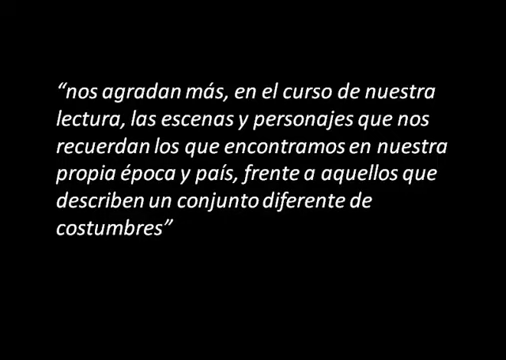 “nos agradan más, en el curso de nuestra
lectura, las escenas y personajes que nos
recuerdan los que encontramos en nuestra
propia época y país, frente a aquellos que
describen un conjunto diferente de
costumbres”